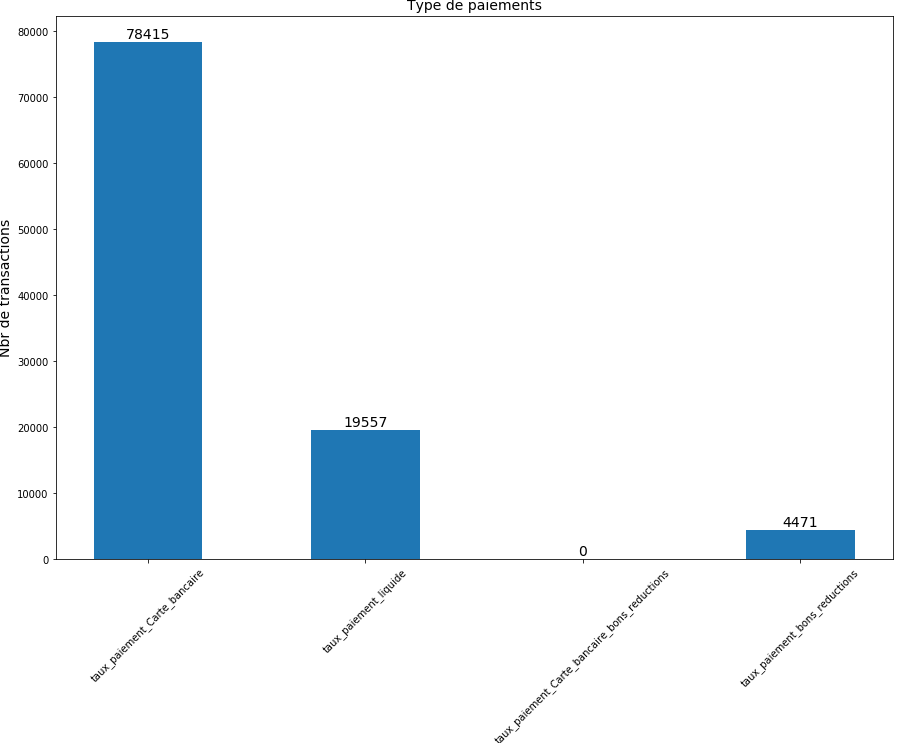 Type de paiements
Nbr de transactions
80000
70000
60000
50000
40000
30000
20000
10000
0
78415
19557
0
4471
taux_paiement_Carte_bancaire
taux_paiement_liquide
taux_paiement_Carte_bancaire_bons_reductions
taux_paiement_bons_reductions